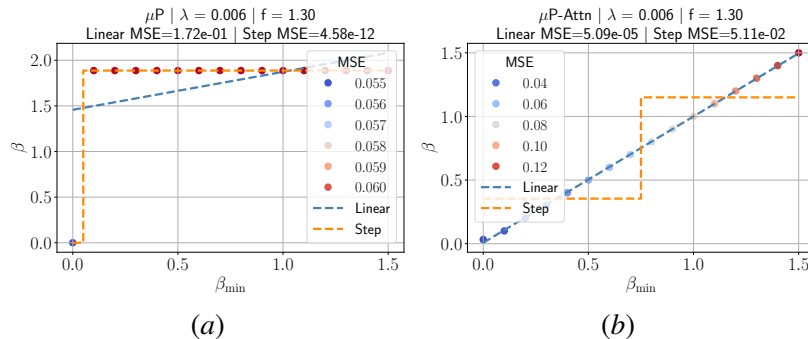 μP | λ = 0.006 | f = 1.30
Linear MSE=1.72e-01 | Step MSE=4.58e-12
β
2.0
1.5
1.0
0.5
0.0
MSE
0.055
0.056
0.057
0.058
0.059
0.060
Linear
Step
0.0 0.5 1.0 1.5
βmin
(a)
μP-Attn | λ = 0.006 | f = 1.30
Linear MSE=5.09e-05 | Step MSE=5.11e-02
β
1.5
1.0
0.5
0.0
MSE
0.04
0.06
0.08
0.10
0.12
Linear
Step
0.0 0.5 1.0 1.5
βmin
(b)